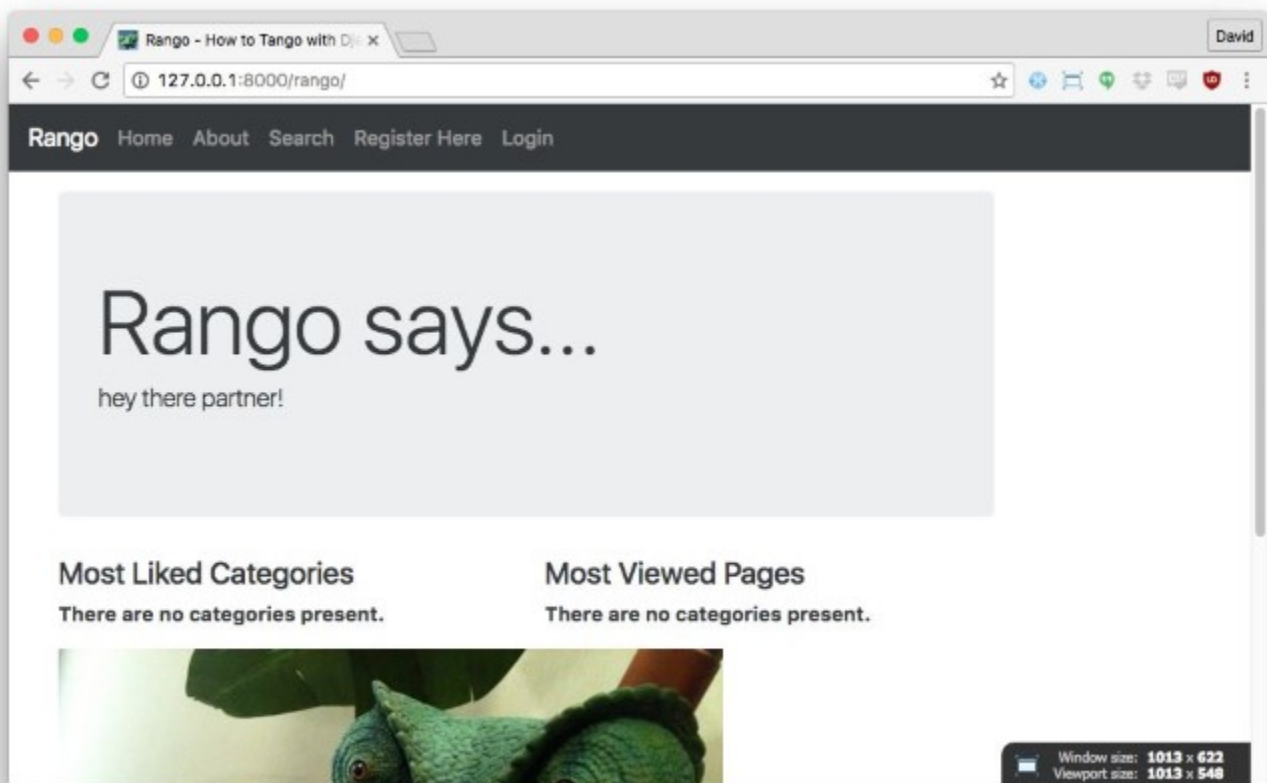 Rango - How to Tango with Dj
David
127.0.0.1:8000/rango/
Rango Home About Search Register Here Login
Rango says...
hey there partner!
Most Liked Categories
There are no categories present.
Most Viewed Pages
There are no categories present.
Window size: 1013 x 622
Viewport size: 1013 x 548